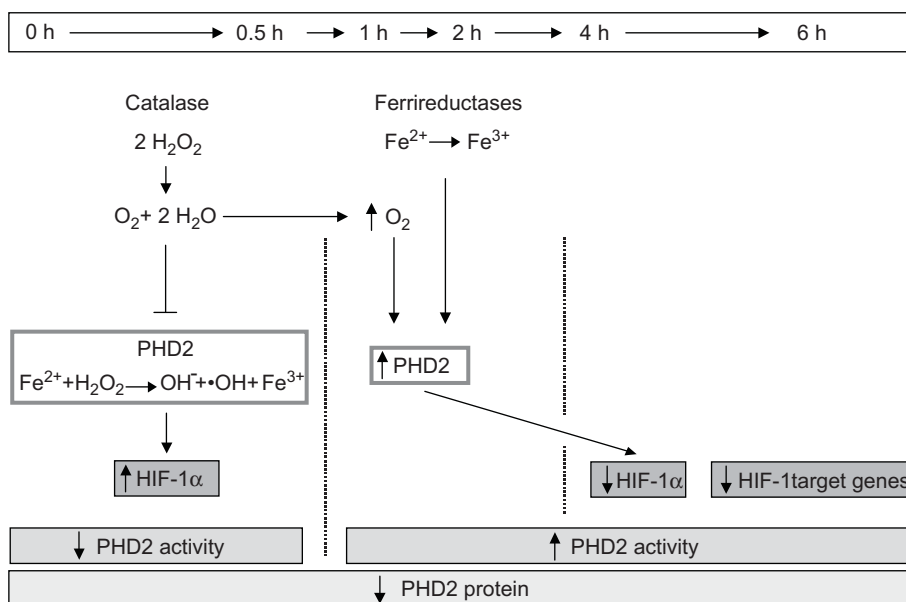 0 h 0.5 h 1 h 2 h 4 h 6 h
Catalase
2 H₂O₂
O₂+ 2 H₂O
Ferrireductases
Fe²⁺ → Fe³⁺
↑ O₂
PHD2
Fe²⁺+H₂O₂ → OH⁻+•OH+ Fe³⁺
↑ PHD2
↑ HIF-1α
↓ HIF-1α
↓ HIF-1target genes
↓ PHD2 activity
↑ PHD2 activity
↓ PHD2 protein